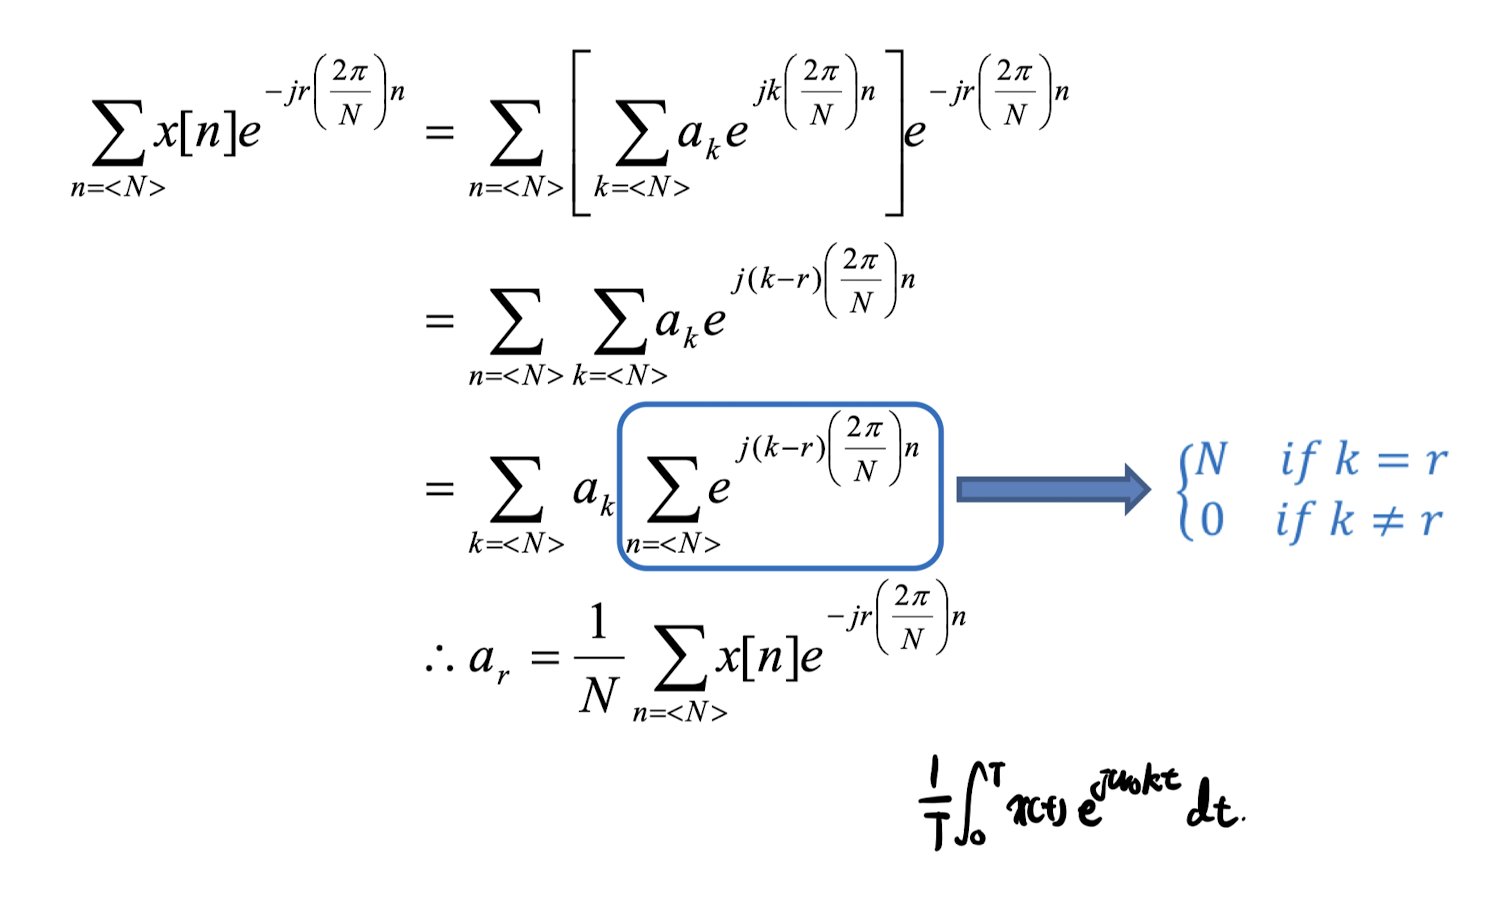 $\sum_{n=<N>} x[n]e^{-jr\left(\frac{2\pi}{N}\right)n} = \sum_{n=<N>} \left[ \sum_{k=<N>} a_k e^{jk\left(\frac{2\pi}{N}\right)n} \right] e^{-jr\left(\frac{2\pi}{N}\right)n}$
$= \sum_{n=<N>} \sum_{k=<N>} a_k e^{j(k-r)\left(\frac{2\pi}{N}\right)n}$
$= \sum_{k=<N>} a_k \sum_{n=<N>} e^{j(k-r)\left(\frac{2\pi}{N}\right)n}$ $\begin{cases} N & if\ k = r \\ 0 & if\ k \neq r \end{cases}$
$\therefore a_r = \frac{1}{N} \sum_{n=<N>} x[n]e^{-jr\left(\frac{2\pi}{N}\right)n}$
$\frac{1}{T} \int_0^T x(t) e^{j\omega_0 kt} dt.$